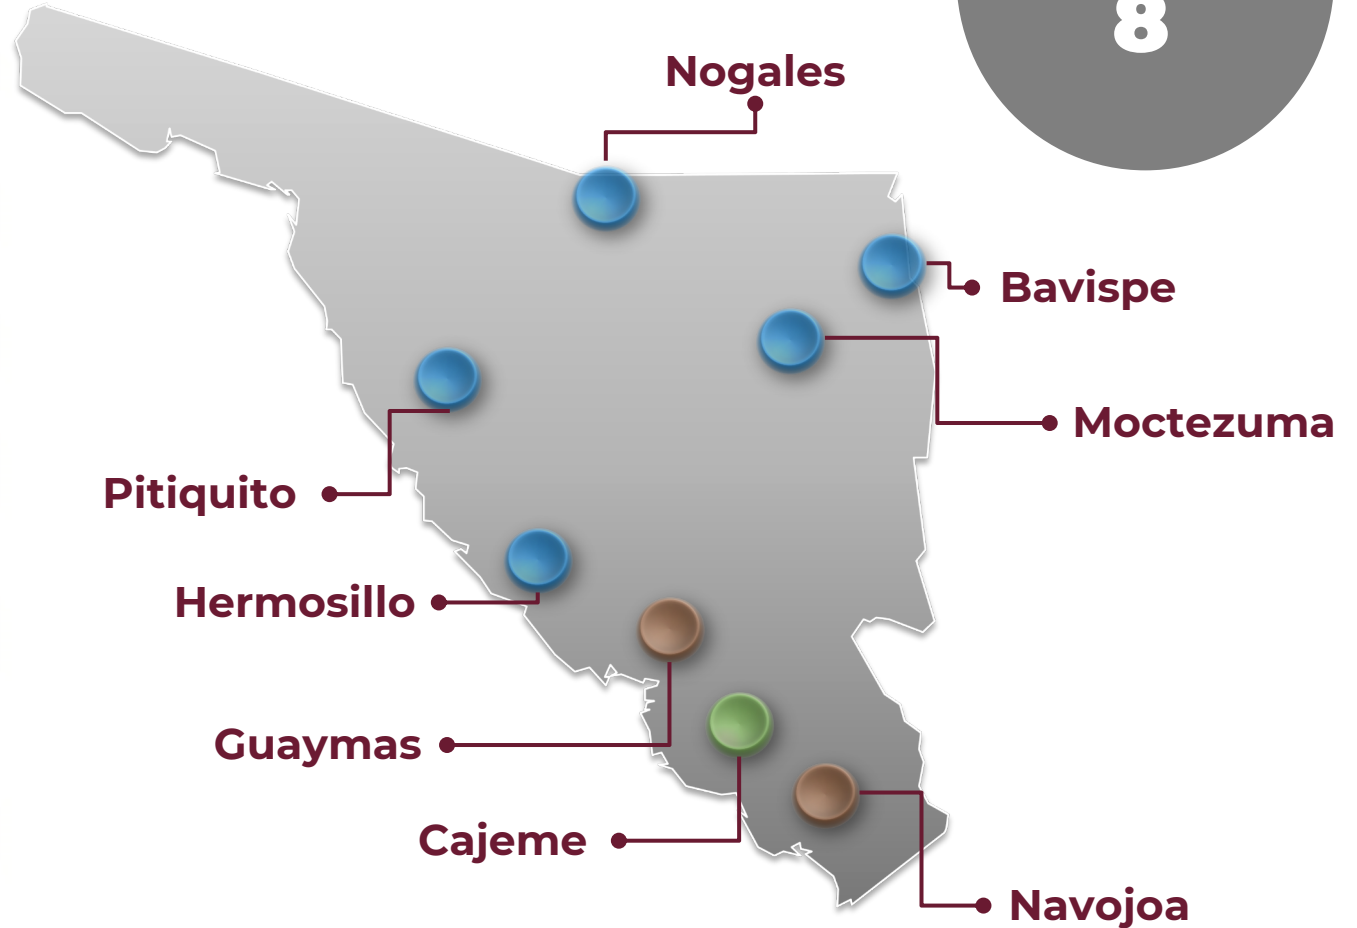 8
Nogales
Bavispe
Moctezuma
Pitiquito
Hermosillo
Guaymas
Cajeme
Navojoa